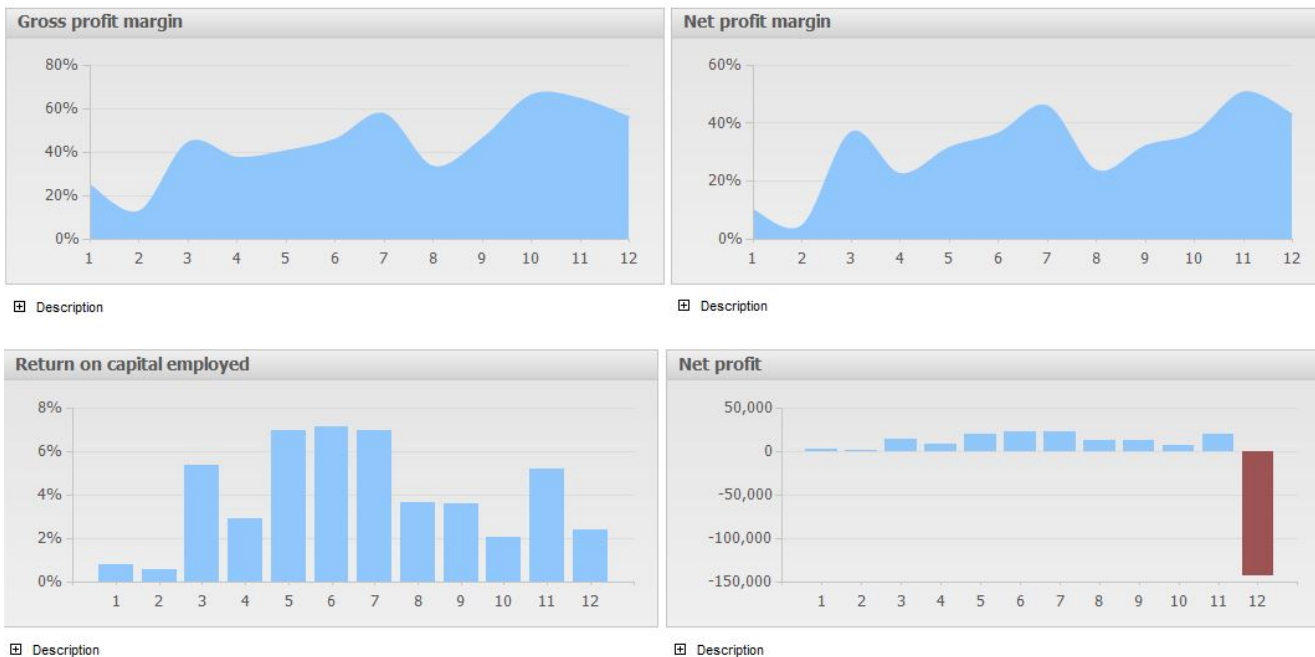 Gross profit margin
80%
60%
40%
20%
0%
1 2 3 4 5 6 7 8 9 10 11 12
Description
Net profit margin
60%
40%
20%
0%
1 2 3 4 5 6 7 8 9 10 11 12
Description
Return on capital employed
8%
6%
4%
2%
0%
1 2 3 4 5 6 7 8 9 10 11 12
Description
Net profit
50,000
0
-50,000
-100,000
-150,000
1 2 3 4 5 6 7 8 9 10 11 12
Description